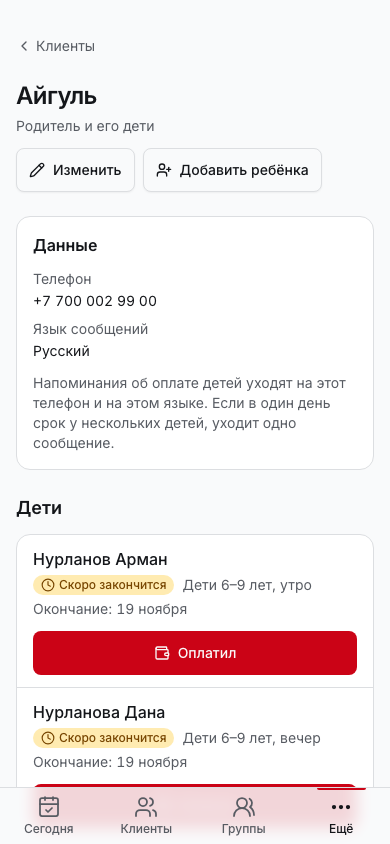 Клиенты
Айгуль
Родитель и его дети
Изменить
Добавить ребёнка
Данные
Телефон
+7 700 002 99 00
Язык сообщений
Русский
Напоминания об оплате детей уходят на этот
телефон и на этом языке. Если в один день
срок у нескольких детей, уходит одно
сообщение.
Дети
Нурланов Арман
Скоро закончится Дети 6–9 лет, утро
Окончание: 19 ноября
Оплатил
Нурланова Дана
Скоро закончится Дети 6–9 лет, вечер
Окончание: 19 ноября
Сегодня Клиенты Группы Ещё